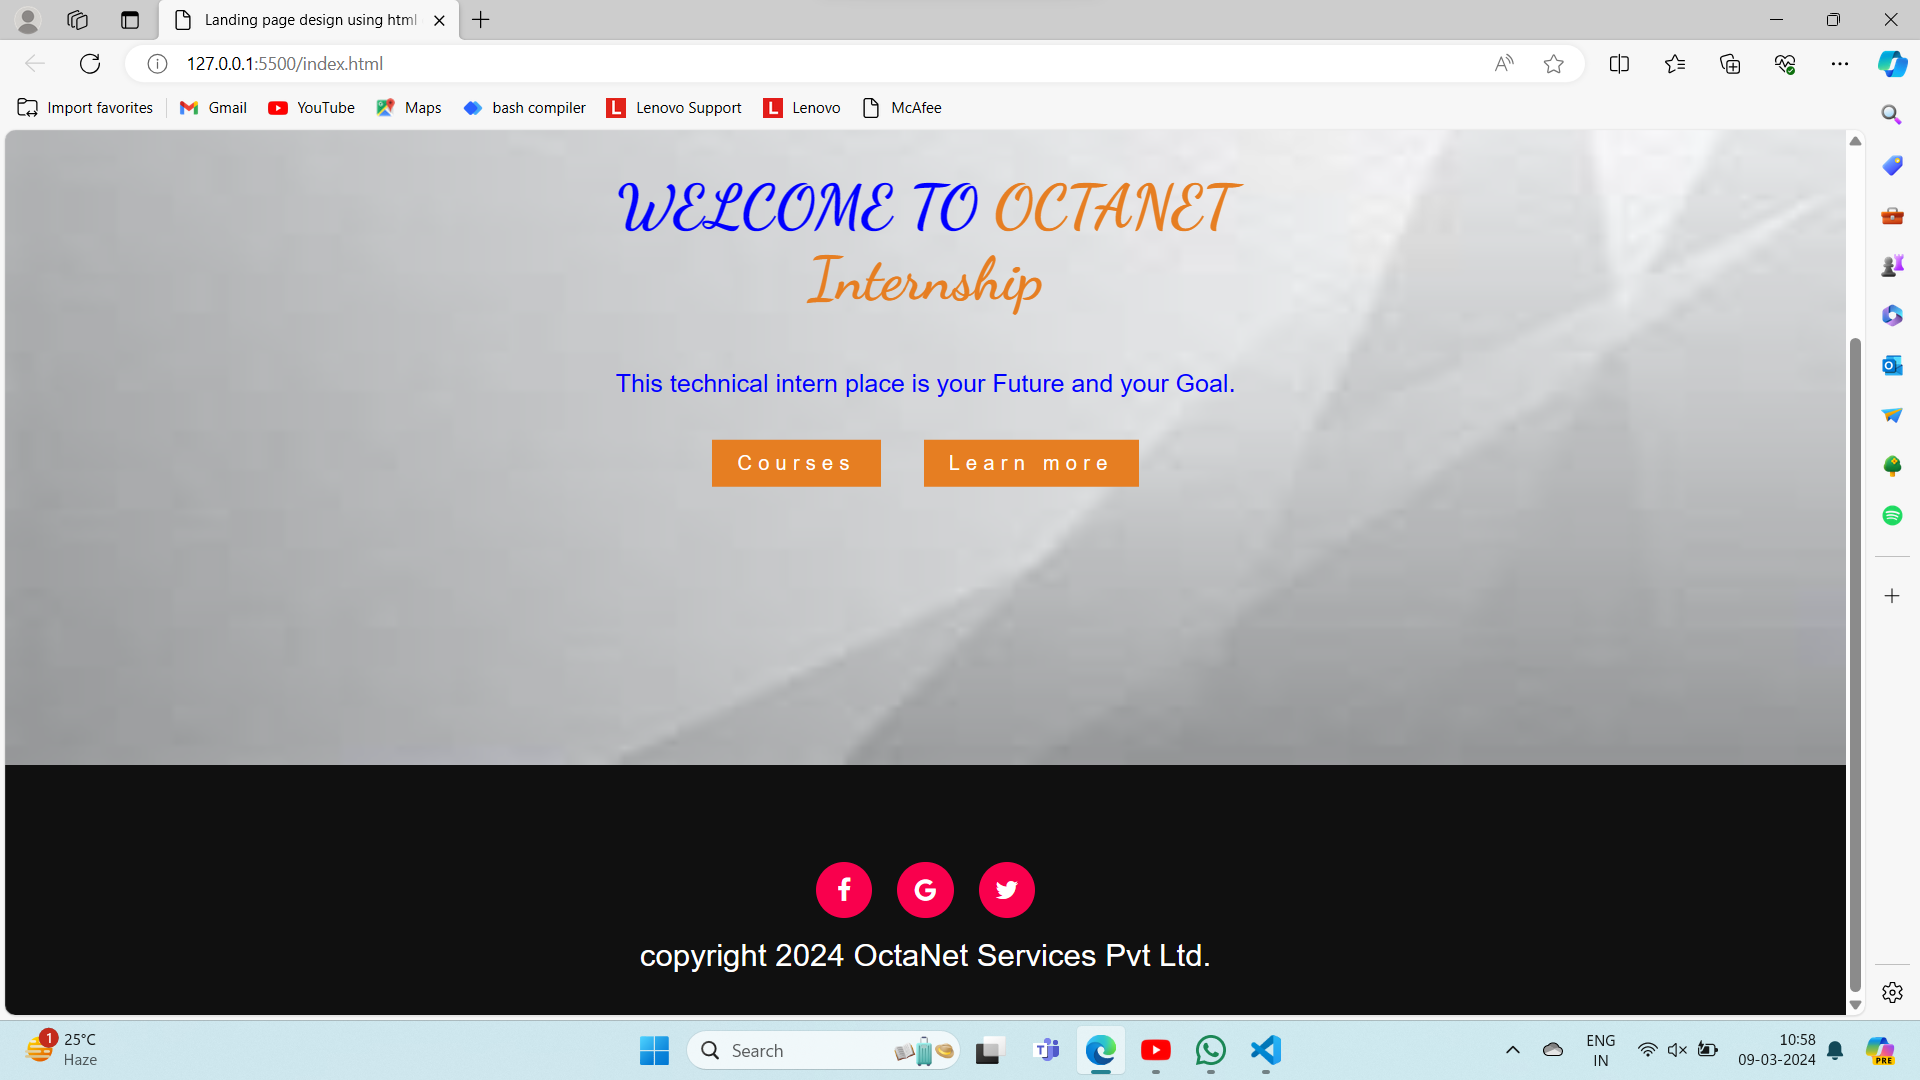 Landing page design using html
127.0.0.1:5500/index.html
Import favorites
Gmail
YouTube
Maps
bash compiler
L
Lenovo Support
L
Lenovo
McAfee
WELCOME TO OCTANET
Internship
This technical intern place is your Future and your Goal.
Courses
Learn more
copyright 2024 OctaNet Services Pvt Ltd.
1
25°C
Haze
Search
ENG
IN
10:58
09-03-2024
PRE